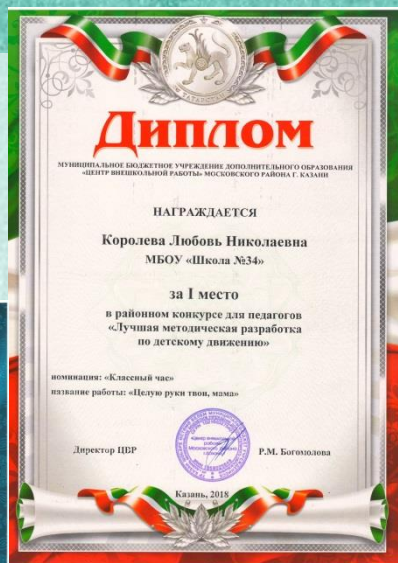 ТАТАРСТАН
Диплом
МУНИЦИПАЛЬНОЕ БЮДЖЕТНОЕ УЧРЕЖДЕНИЕ ДОПОЛНИТЕЛЬНОГО ОБРАЗОВАНИЯ
«ЦЕНТР ВНЕШКОЛЬНОЙ РАБОТЫ» МОСКОВСКОГО РАЙОНА Г. КАЗАНИ
НАГРАЖДАЕТСЯ
Королева Любовь Николаевна
МБОУ «Школа №34»
за I место
в районном конкурсе для педагогов
«Лучшая методическая разработка
по детскому движению»
номинация: «Классный час»
название работы: «Целую руки твои, мама»
Директор ЦВР
Р.М. Богомолова
Казань, 2018